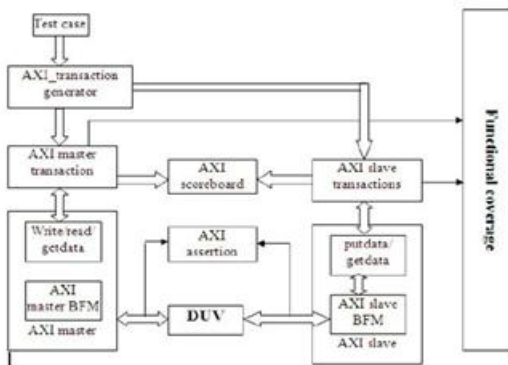 Test case
AXI_transaction
generator
AXI master
transaction
AXI
scoreboard
AXI slave
transactions
Functional coverage
Write/read/
getdata
AXI
assertion
putdata/
getdata
AXI
master BFM
AXI master
DUV
AXI slave
BFM
AXI slave